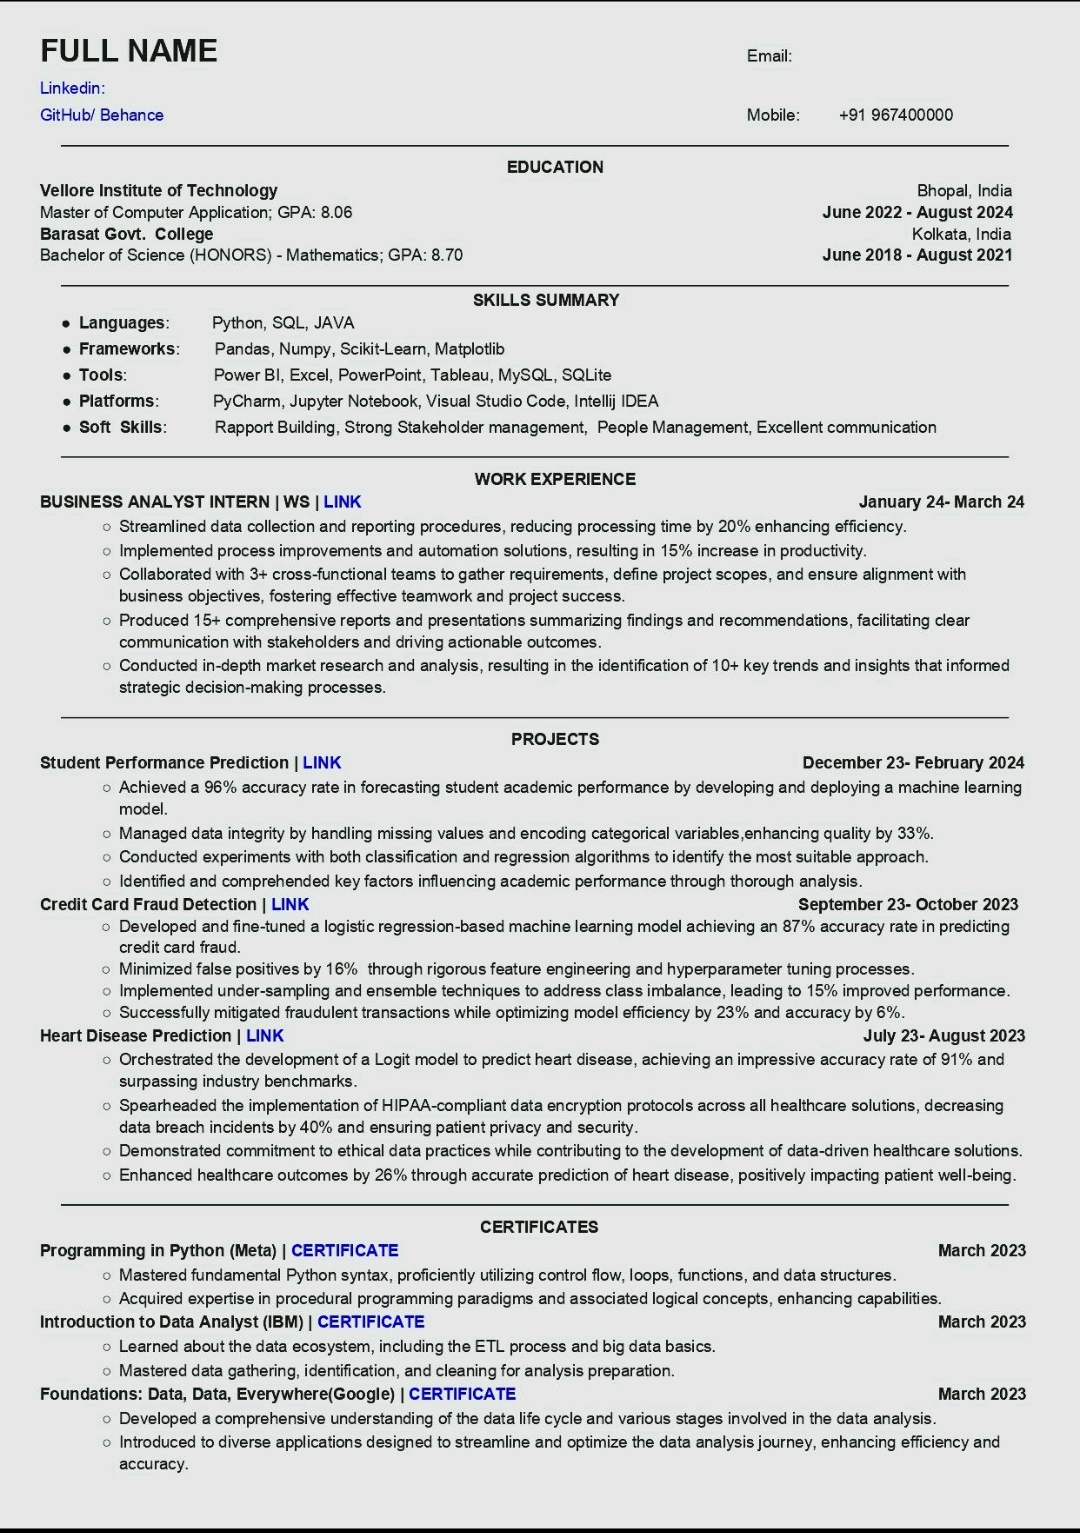 FULL NAME
Email:
Linkedin:
GitHub/ Behance
Mobile: +91 967400000
EDUCATION
Vellore Institute of Technology Bhopal, India
Master of Computer Application; GPA: 8.06 June 2022 - August 2024
Barasat Govt. College Kolkata, India
Bachelor of Science (HONORS) - Mathematics; GPA: 8.70 June 2018 - August 2021
SKILLS SUMMARY
● Languages: Python, SQL, JAVA
● Frameworks: Pandas, Numpy, Scikit-Learn, Matplotlib
● Tools: Power BI, Excel, PowerPoint, Tableau, MySQL, SQLite
● Platforms: PyCharm, Jupyter Notebook, Visual Studio Code, Intellij IDEA
● Soft Skills: Rapport Building, Strong Stakeholder management, People Management, Excellent communication
WORK EXPERIENCE
BUSINESS ANALYST INTERN | WS | LINK January 24- March 24
○ Streamlined data collection and reporting procedures, reducing processing time by 20% enhancing efficiency.
○ Implemented process improvements and automation solutions, resulting in 15% increase in productivity.
○ Collaborated with 3+ cross-functional teams to gather requirements, define project scopes, and ensure alignment with
business objectives, fostering effective teamwork and project success.
○ Produced 15+ comprehensive reports and presentations summarizing findings and recommendations, facilitating clear
communication with stakeholders and driving actionable outcomes.
○ Conducted in-depth market research and analysis, resulting in the identification of 10+ key trends and insights that informed
strategic decision-making processes.
PROJECTS
Student Performance Prediction | LINK December 23- February 2024
○ Achieved a 96% accuracy rate in forecasting student academic performance by developing and deploying a machine learning
model.
○ Managed data integrity by handling missing values and encoding categorical variables,enhancing quality by 33%.
○ Conducted experiments with both classification and regression algorithms to identify the most suitable approach.
○ Identified and comprehended key factors influencing academic performance through thorough analysis.
Credit Card Fraud Detection | LINK September 23- October 2023
○ Developed and fine-tuned a logistic regression-based machine learning model achieving an 87% accuracy rate in predicting
credit card fraud.
○ Minimized false positives by 16% through rigorous feature engineering and hyperparameter tuning processes.
○ Implemented under-sampling and ensemble techniques to address class imbalance, leading to 15% improved performance.
○ Successfully mitigated fraudulent transactions while optimizing model efficiency by 23% and accuracy by 6%.
Heart Disease Prediction | LINK July 23- August 2023
○ Orchestrated the development of a Logit model to predict heart disease, achieving an impressive accuracy rate of 91% and
surpassing industry benchmarks.
○ Spearheaded the implementation of HIPAA-compliant data encryption protocols across all healthcare solutions, decreasing
data breach incidents by 40% and ensuring patient privacy and security.
○ Demonstrated commitment to ethical data practices while contributing to the development of data-driven healthcare solutions.
○ Enhanced healthcare outcomes by 26% through accurate prediction of heart disease, positively impacting patient well-being.
CERTIFICATES
Programming in Python (Meta) | CERTIFICATE March 2023
○ Mastered fundamental Python syntax, proficiently utilizing control flow, loops, functions, and data structures.
○ Acquired expertise in procedural programming paradigms and associated logical concepts, enhancing capabilities.
Introduction to Data Analyst (IBM) | CERTIFICATE March 2023
○ Learned about the data ecosystem, including the ETL process and big data basics.
○ Mastered data gathering, identification, and cleaning for analysis preparation.
Foundations: Data, Data, Everywhere(Google) | CERTIFICATE March 2023
○ Developed a comprehensive understanding of the data life cycle and various stages involved in the data analysis.
○ Introduced to diverse applications designed to streamline and optimize the data analysis journey, enhancing efficiency and
accuracy.